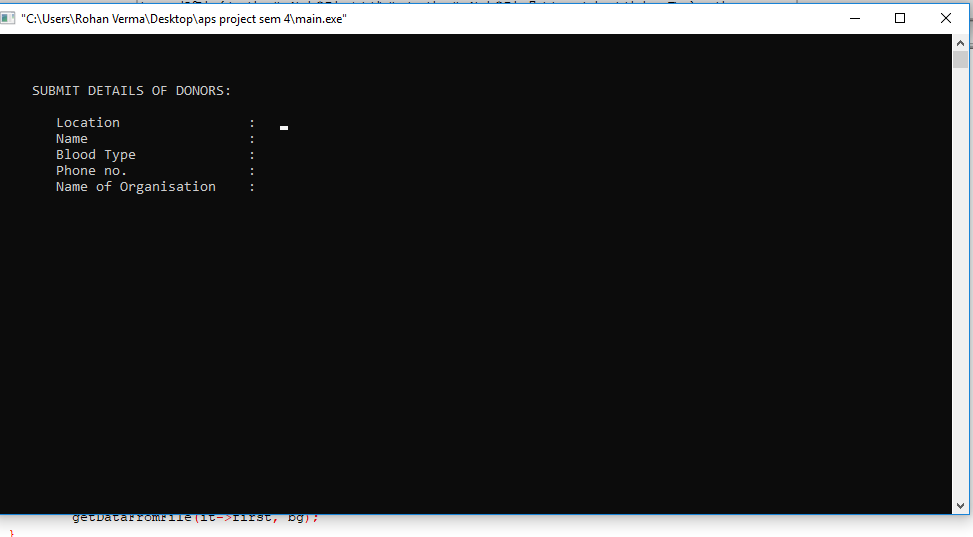 "C:\Users\Rohan Verma\Desktop\aps project sem 4\main.exe"
SUBMIT DETAILS OF DONORS:
Location :
Name :
Blood Type :
Phone no. :
Name of Organisation :
getDataFromFile(it->first, bg);
}